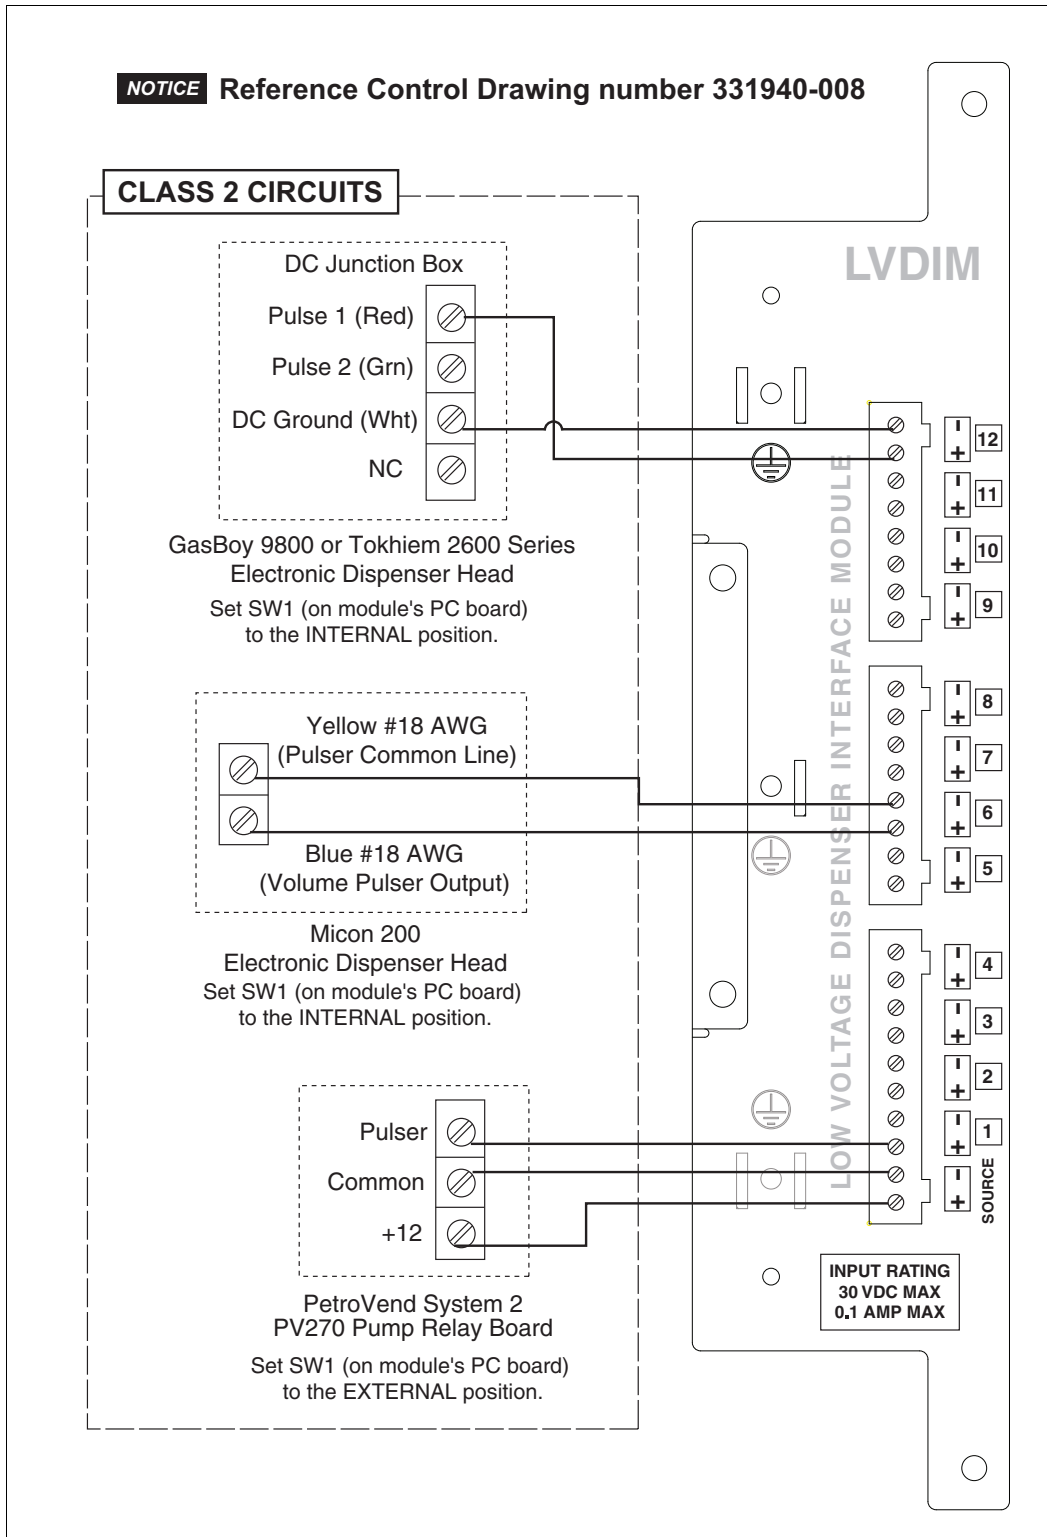 NOTICE Reference Control Drawing number 331940-008
CLASS 2 CIRCUITS
DC Junction Box
Pulse 1 (Red)
Pulse 2 (Grn)
DC Ground (Wht)
NC
GasBoy 9800 or Tokhiem 2600 Series
Electronic Dispenser Head
Set SW1 (on module's PC board)
to the INTERNAL position.
Yellow #18 AWG
(Pulser Common Line)
Blue #18 AWG
(Volume Pulser Output)
Micon 200
Electronic Dispenser Head
Set SW1 (on module's PC board)
to the INTERNAL position.
Pulser
Common
+12
PetroVend System 2
PV270 Pump Relay Board
Set SW1 (on module's PC board)
to the EXTERNAL position.
LVDIM
LOW VOLTAGE DISPENSER INTERFACE MODULE
-
+ 12
-
+ 11
-
+ 10
-
+ 9
-
+ 8
-
+ 7
-
+ 6
-
+ 5
-
+ 4
-
+ 3
-
+ 2
-
+ 1
-
+ SOURCE
INPUT RATING
30 VDC MAX
0.1 AMP MAX